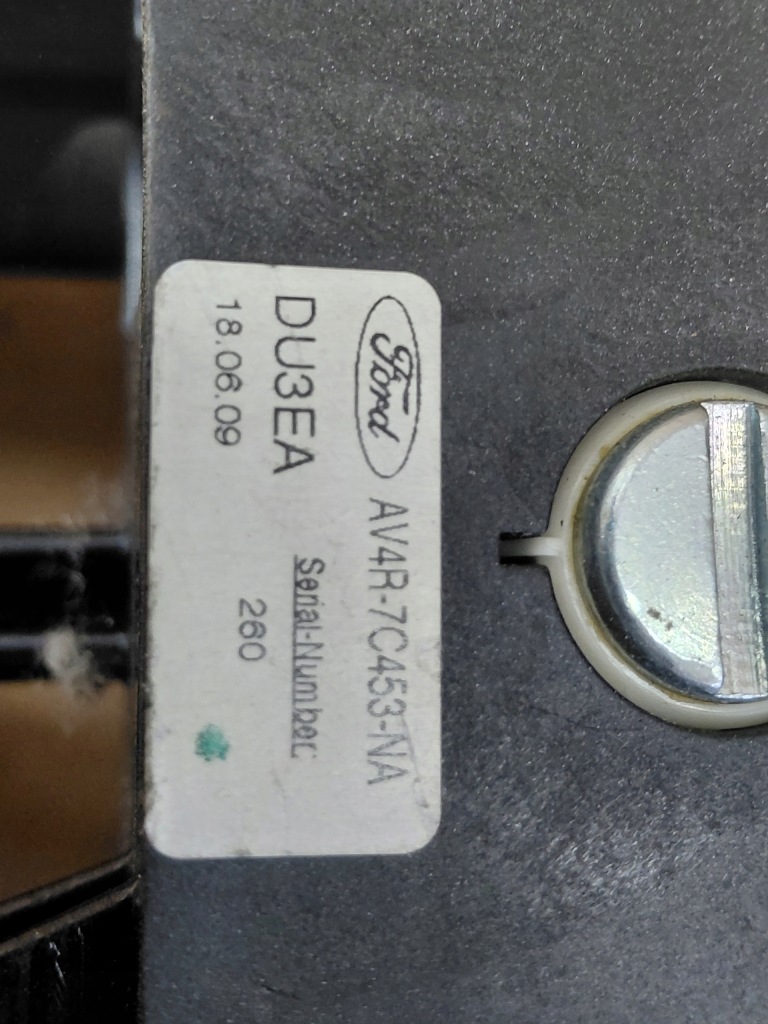 Ford AV4R-7C453-NA
DU3EA Serial-Number:
18.06.09 260